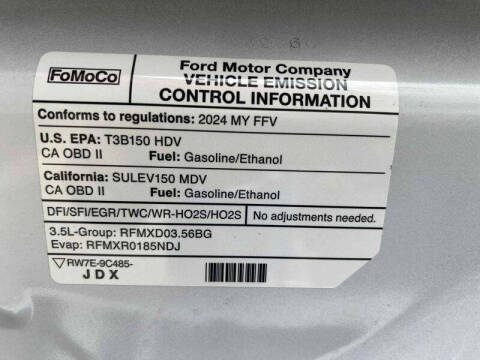 FoMoCo
Ford Motor Company
VEHICLE EMISSION
CONTROL INFORMATION
Conforms to regulations: 2024 MY FFV
U.S. EPA: T3B150 HDV
CA OBD II Fuel: Gasoline/Ethanol
California: SULEV150 MDV
CA OBD II Fuel: Gasoline/Ethanol
DFI/SFI/EGR/TWC/WR-HO2S/HO2S No adjustments needed.
3.5L-Group: RFMXD03.56BG
Evap: RFMXR0185NDJ
RW7E-9C485-
JDX